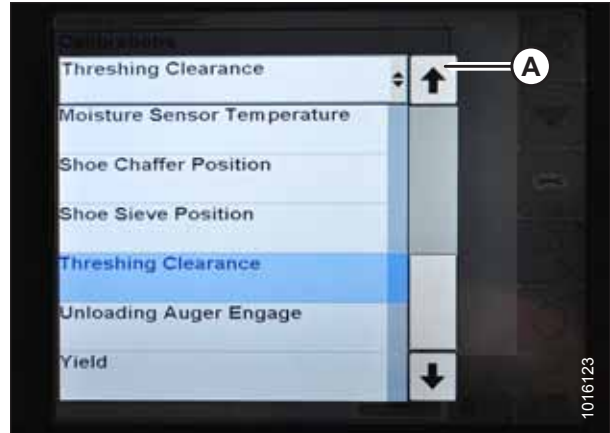 Calibrations
Threshing Clearance
A
Moisture Sensor Temperature
Shoe Chaffer Position
Shoe Sieve Position
Threshing Clearance
Unloading Auger Engage
Yield
1016123